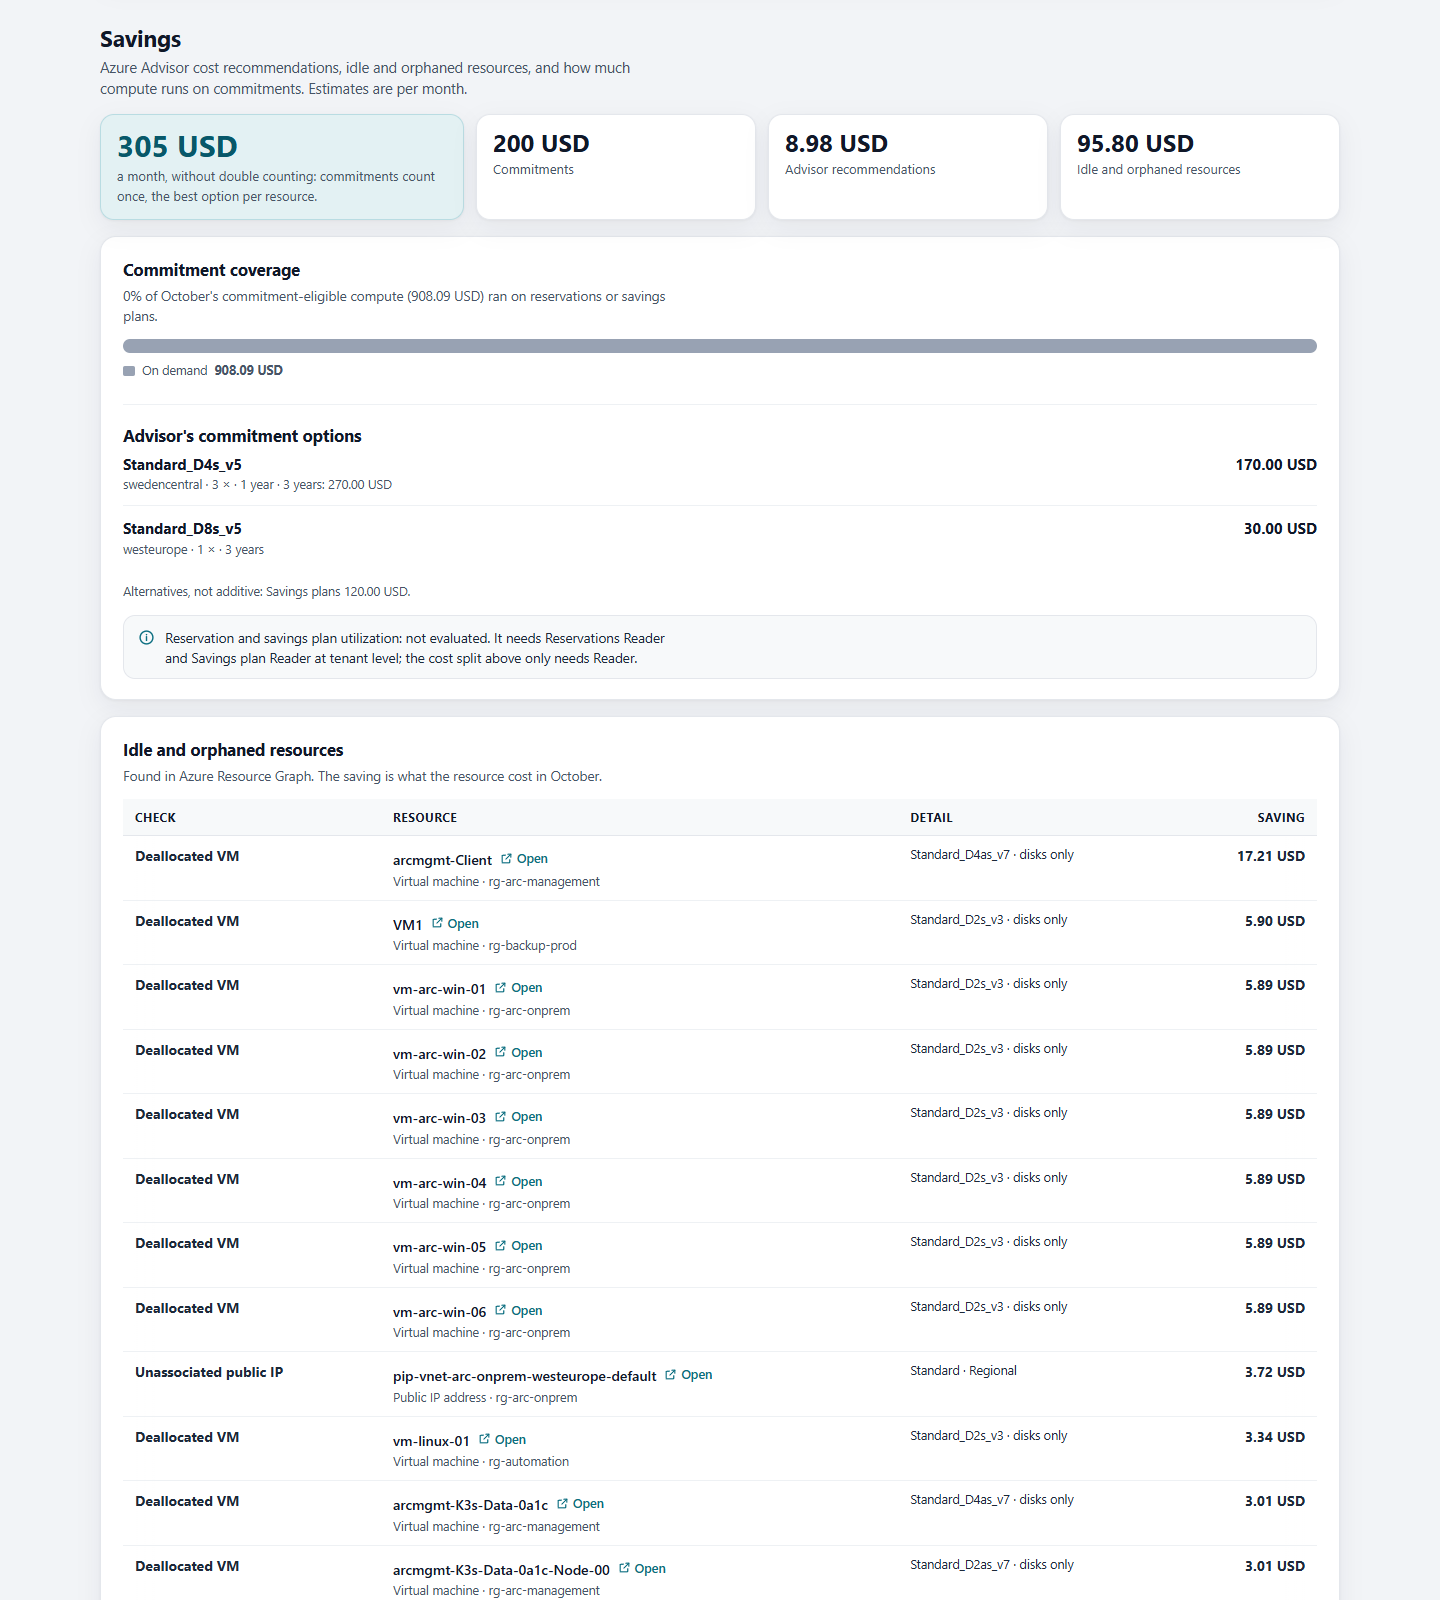 Savings
Azure Advisor cost recommendations, idle and orphaned resources, and how much
compute runs on commitments. Estimates are per month.
305 USD
a month, without double counting: commitments count
once, the best option per resource.
200 USD
Commitments
8.98 USD
Advisor recommendations
95.80 USD
Idle and orphaned resources
Commitment coverage
0% of October's commitment-eligible compute (908.09 USD) ran on reservations or savings
plans.
On demand 908.09 USD
Advisor's commitment options
Standard_D4s_v5 170.00 USD
swedencentral · 3 × · 1 year · 3 years: 270.00 USD
Standard_D8s_v5 30.00 USD
westeurope · 1 × · 3 years
Alternatives, not additive: Savings plans 120.00 USD.
Reservation and savings plan utilization: not evaluated. It needs Reservations Reader
and Savings plan Reader at tenant level; the cost split above only needs Reader.
Idle and orphaned resources
Found in Azure Resource Graph. The saving is what the resource cost in October.
CHECK RESOURCE DETAIL SAVING
Deallocated VM arcmgmt-Client Open Standard_D4as_v7 · disks only 17.21 USD
Virtual machine · rg-arc-management
Deallocated VM VM1 Open Standard_D2s_v3 · disks only 5.90 USD
Virtual machine · rg-backup-prod
Deallocated VM vm-arc-win-01 Open Standard_D2s_v3 · disks only 5.89 USD
Virtual machine · rg-arc-onprem
Deallocated VM vm-arc-win-02 Open Standard_D2s_v3 · disks only 5.89 USD
Virtual machine · rg-arc-onprem
Deallocated VM vm-arc-win-03 Open Standard_D2s_v3 · disks only 5.89 USD
Virtual machine · rg-arc-onprem
Deallocated VM vm-arc-win-04 Open Standard_D2s_v3 · disks only 5.89 USD
Virtual machine · rg-arc-onprem
Deallocated VM vm-arc-win-05 Open Standard_D2s_v3 · disks only 5.89 USD
Virtual machine · rg-arc-onprem
Deallocated VM vm-arc-win-06 Open Standard_D2s_v3 · disks only 5.89 USD
Virtual machine · rg-arc-onprem
Unassociated public IP pip-vnet-arc-onprem-westeurope-default Open Standard · Regional 3.72 USD
Public IP address · rg-arc-onprem
Deallocated VM vm-linux-01 Open Standard_D2s_v3 · disks only 3.34 USD
Virtual machine · rg-automation
Deallocated VM arcmgmt-K3s-Data-0a1c Open Standard_D4as_v7 · disks only 3.01 USD
Virtual machine · rg-arc-management
Deallocated VM arcmgmt-K3s-Data-0a1c-Node-00 Open Standard_D2as_v7 · disks only 3.01 USD
Virtual machine · rg-arc-management